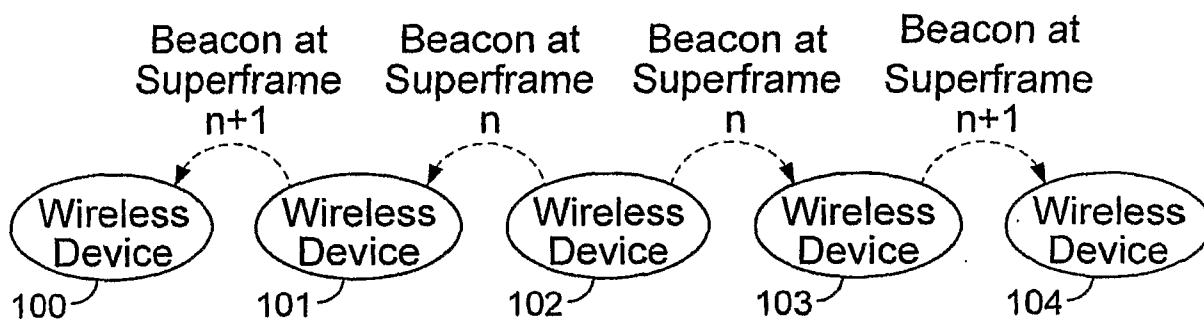 Beacon at
Superframe
n+1
Beacon at
Superframe
n
Beacon at
Superframe
n
Beacon at
Superframe
n+1
Wireless
Device
Wireless
Device
Wireless
Device
Wireless
Device
Wireless
Device
100
101
102
103
104